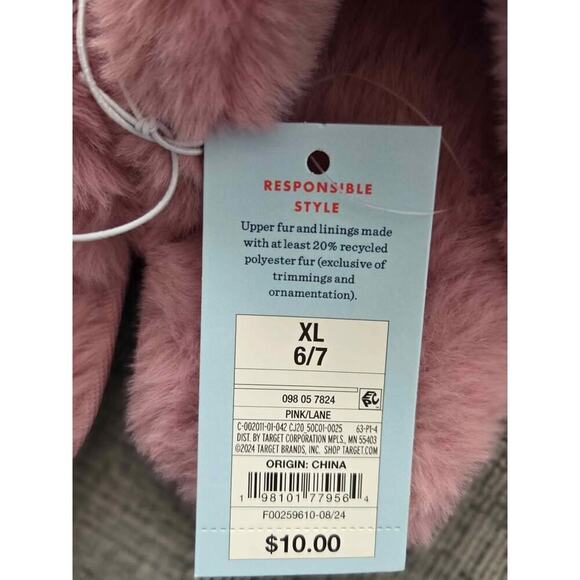 RESPONSIBLE
STYLE
Upper fur and linings made
with at least 20% recycled
polyester fur (exclusive of
trimmings and
ornamentation).
XL
6/7
098 05 7824
PINK/LANE
C-002011-01-042 CJ20_50C01-0025 63-PT-4
DIST. BY TARGET CORPORATION MPLS., MN 55403
©2024 TARGET BRANDS, INC. SHOP TARGET.COM
ORIGIN: CHINA
1 98101 77956 4
F00259610-08/24
$10.00